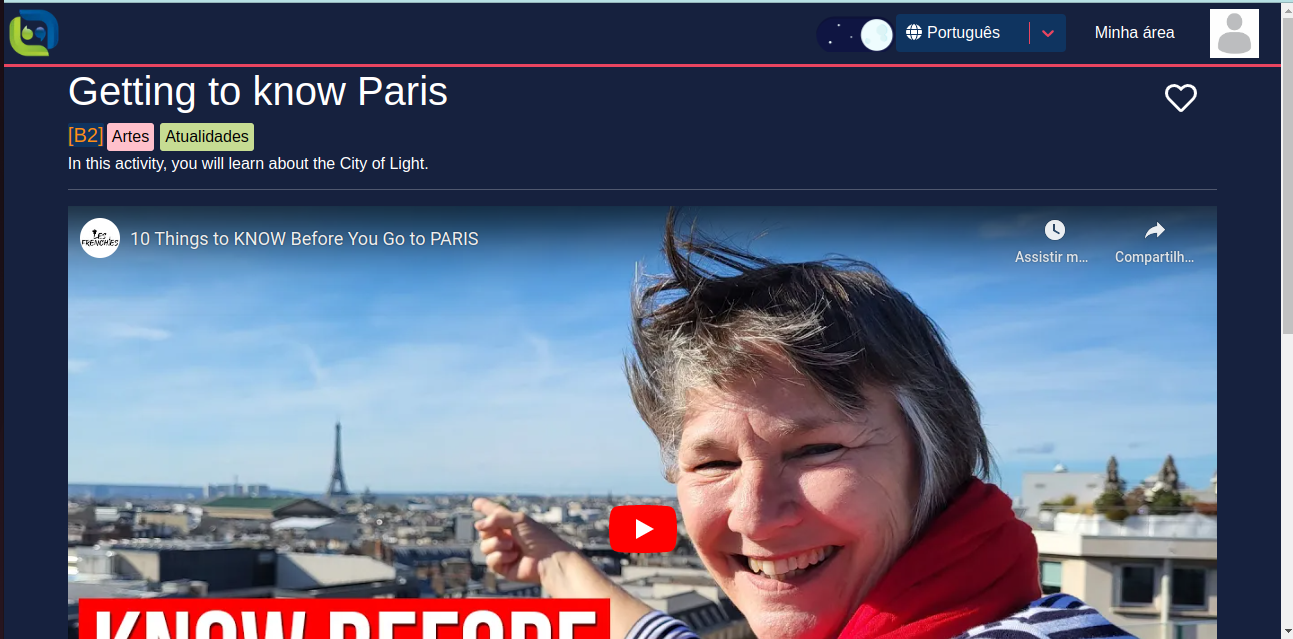 Português
Minha área
Getting to know Paris
[B2] Artes Atualidades
In this activity, you will learn about the City of Light.
LES FRENCHIES
10 Things to KNOW Before You Go to PARIS
Assistir m...
Compartilh...
KNOW BEFORE